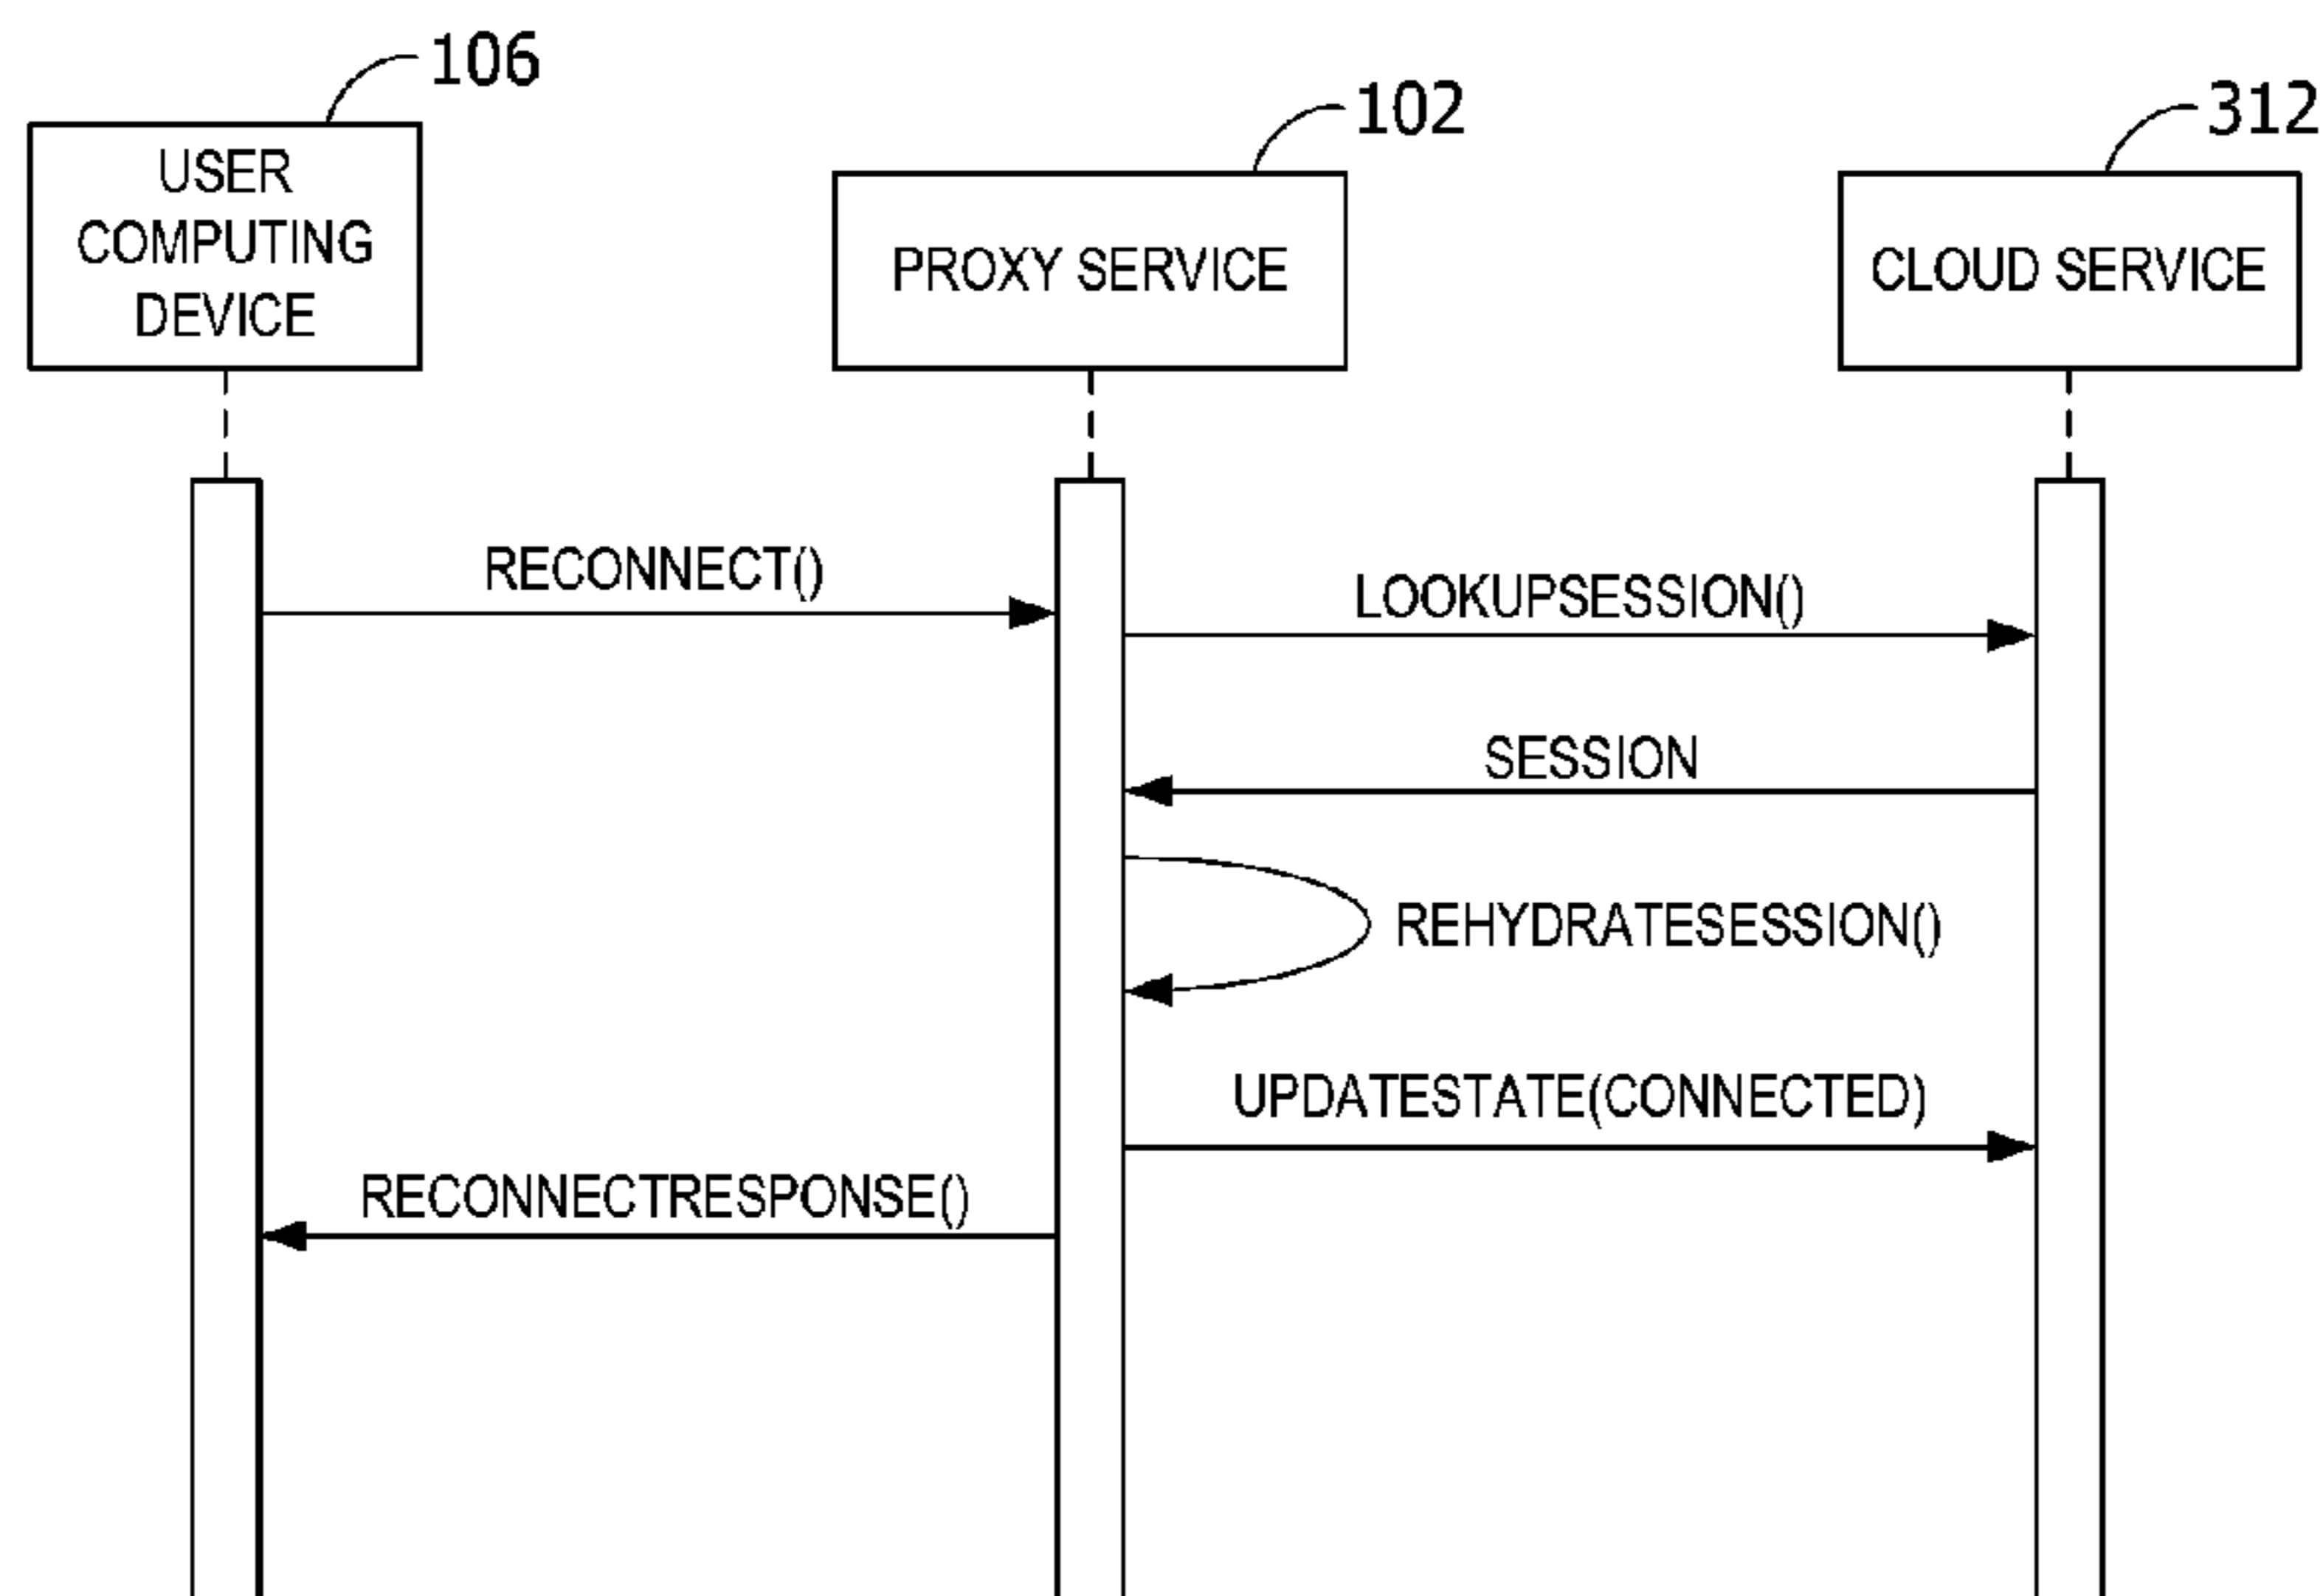 106
102
312
USER
COMPUTING
DEVICE
PROXY SERVICE
CLOUD SERVICE
RECONNECT()
LOOKUPSESSION()
SESSION
REHYDRATESESSION()
UPDATESTATE(CONNECTED)
RECONNECTRESPONSE()